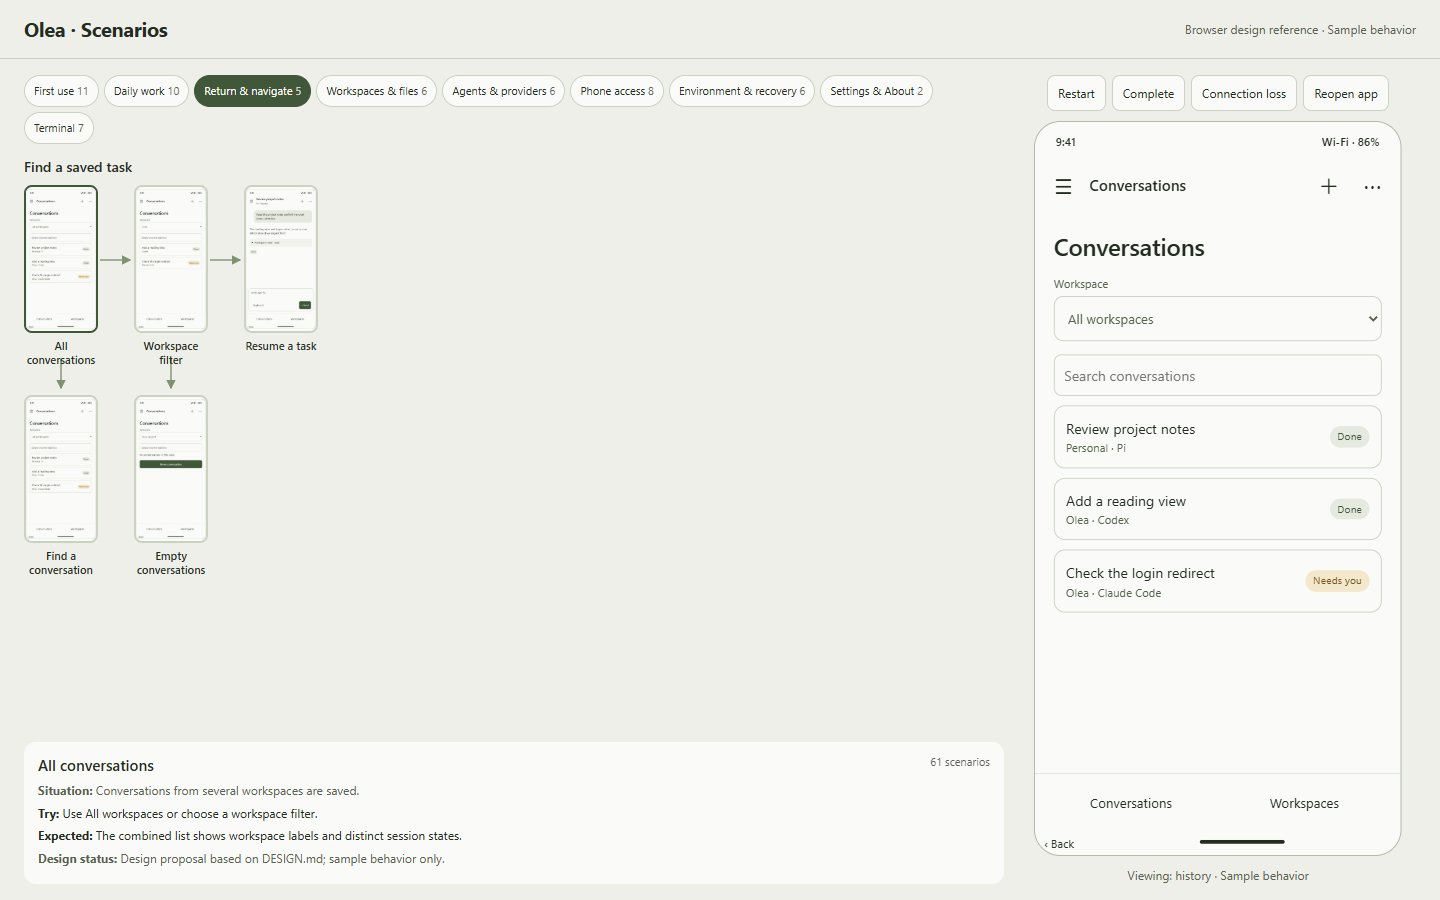 Olea · Scenarios
Browser design reference · Sample behavior
First use 11
Daily work 10
Return & navigate 5
Workspaces & files 6
Agents & providers 6
Phone access 8
Environment & recovery 6
Settings & About 2
Terminal 7
Find a saved task
All
conversations
Workspace
filter
Resume a task
Find a
conversation
Empty
conversations
All conversations
61 scenarios
Situation: Conversations from several workspaces are saved.
Try: Use All workspaces or choose a workspace filter.
Expected: The combined list shows workspace labels and distinct session states.
Design status: Design proposal based on DESIGN.md; sample behavior only.
Restart
Complete
Connection loss
Reopen app
9:41
Wi-Fi · 86%
Conversations
Conversations
Workspace
All workspaces
Search conversations
Review project notes
Personal · Pi
Done
Add a reading view
Olea · Codex
Done
Check the login redirect
Olea · Claude Code
Needs you
Conversations
Workspaces
‹ Back
Viewing: history · Sample behavior